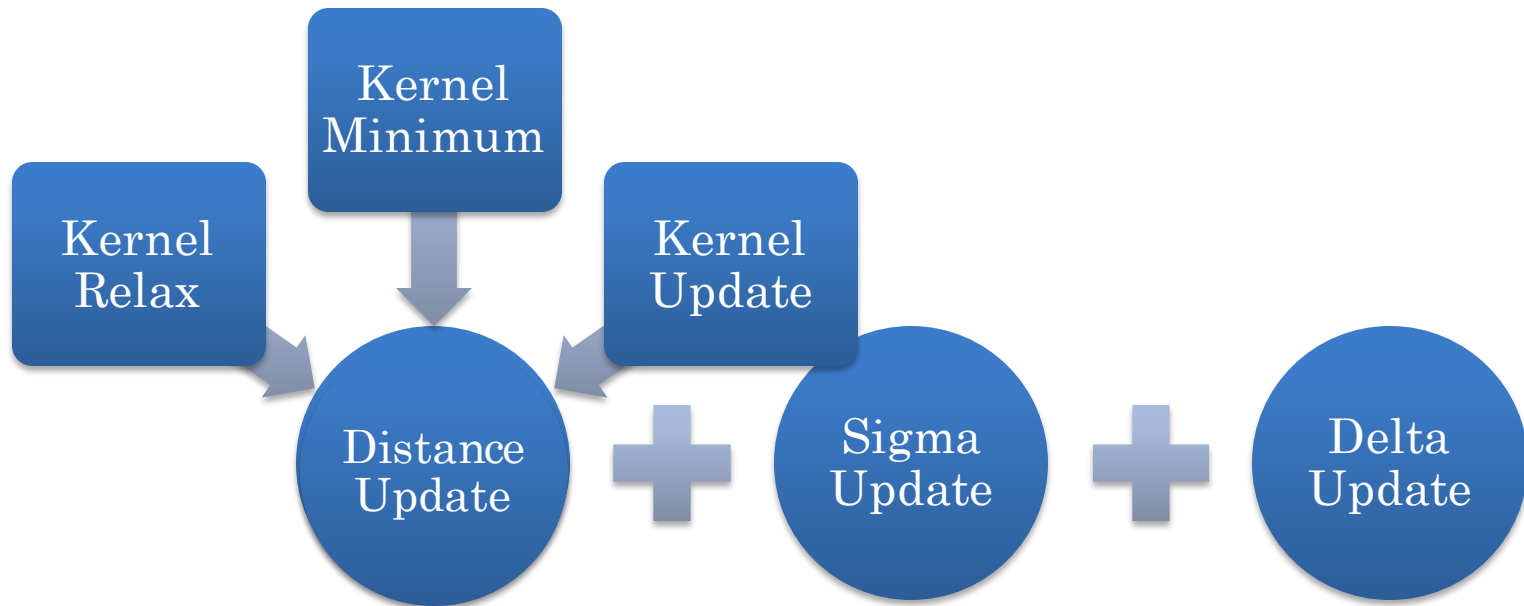 Kernel
Minimum
Kernel
Relax
Kernel
Update
Distance
Update
Sigma
Update
Delta
Update